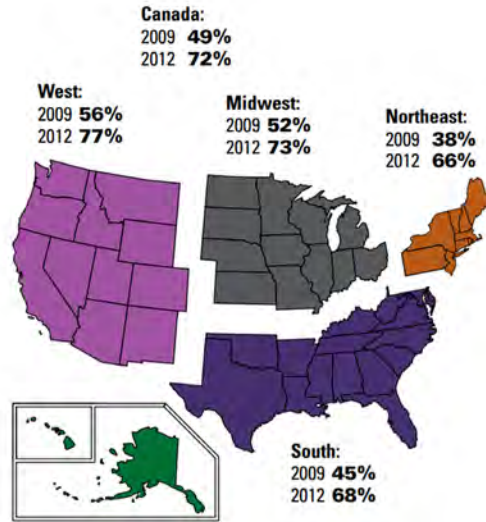 Canada:
2009 49%
2012 72%
West:
2009 56%
2012 77%
Midwest:
2009 52%
2012 73%
Northeast:
2009 38%
2012 66%
South:
2009 45%
2012 68%